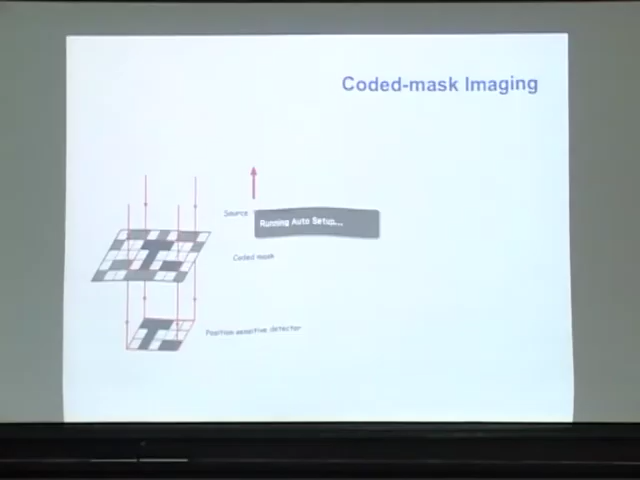 Coded-mask Imaging
Source
Running Auto Setup...
Coded mask
Position-sensitive detector